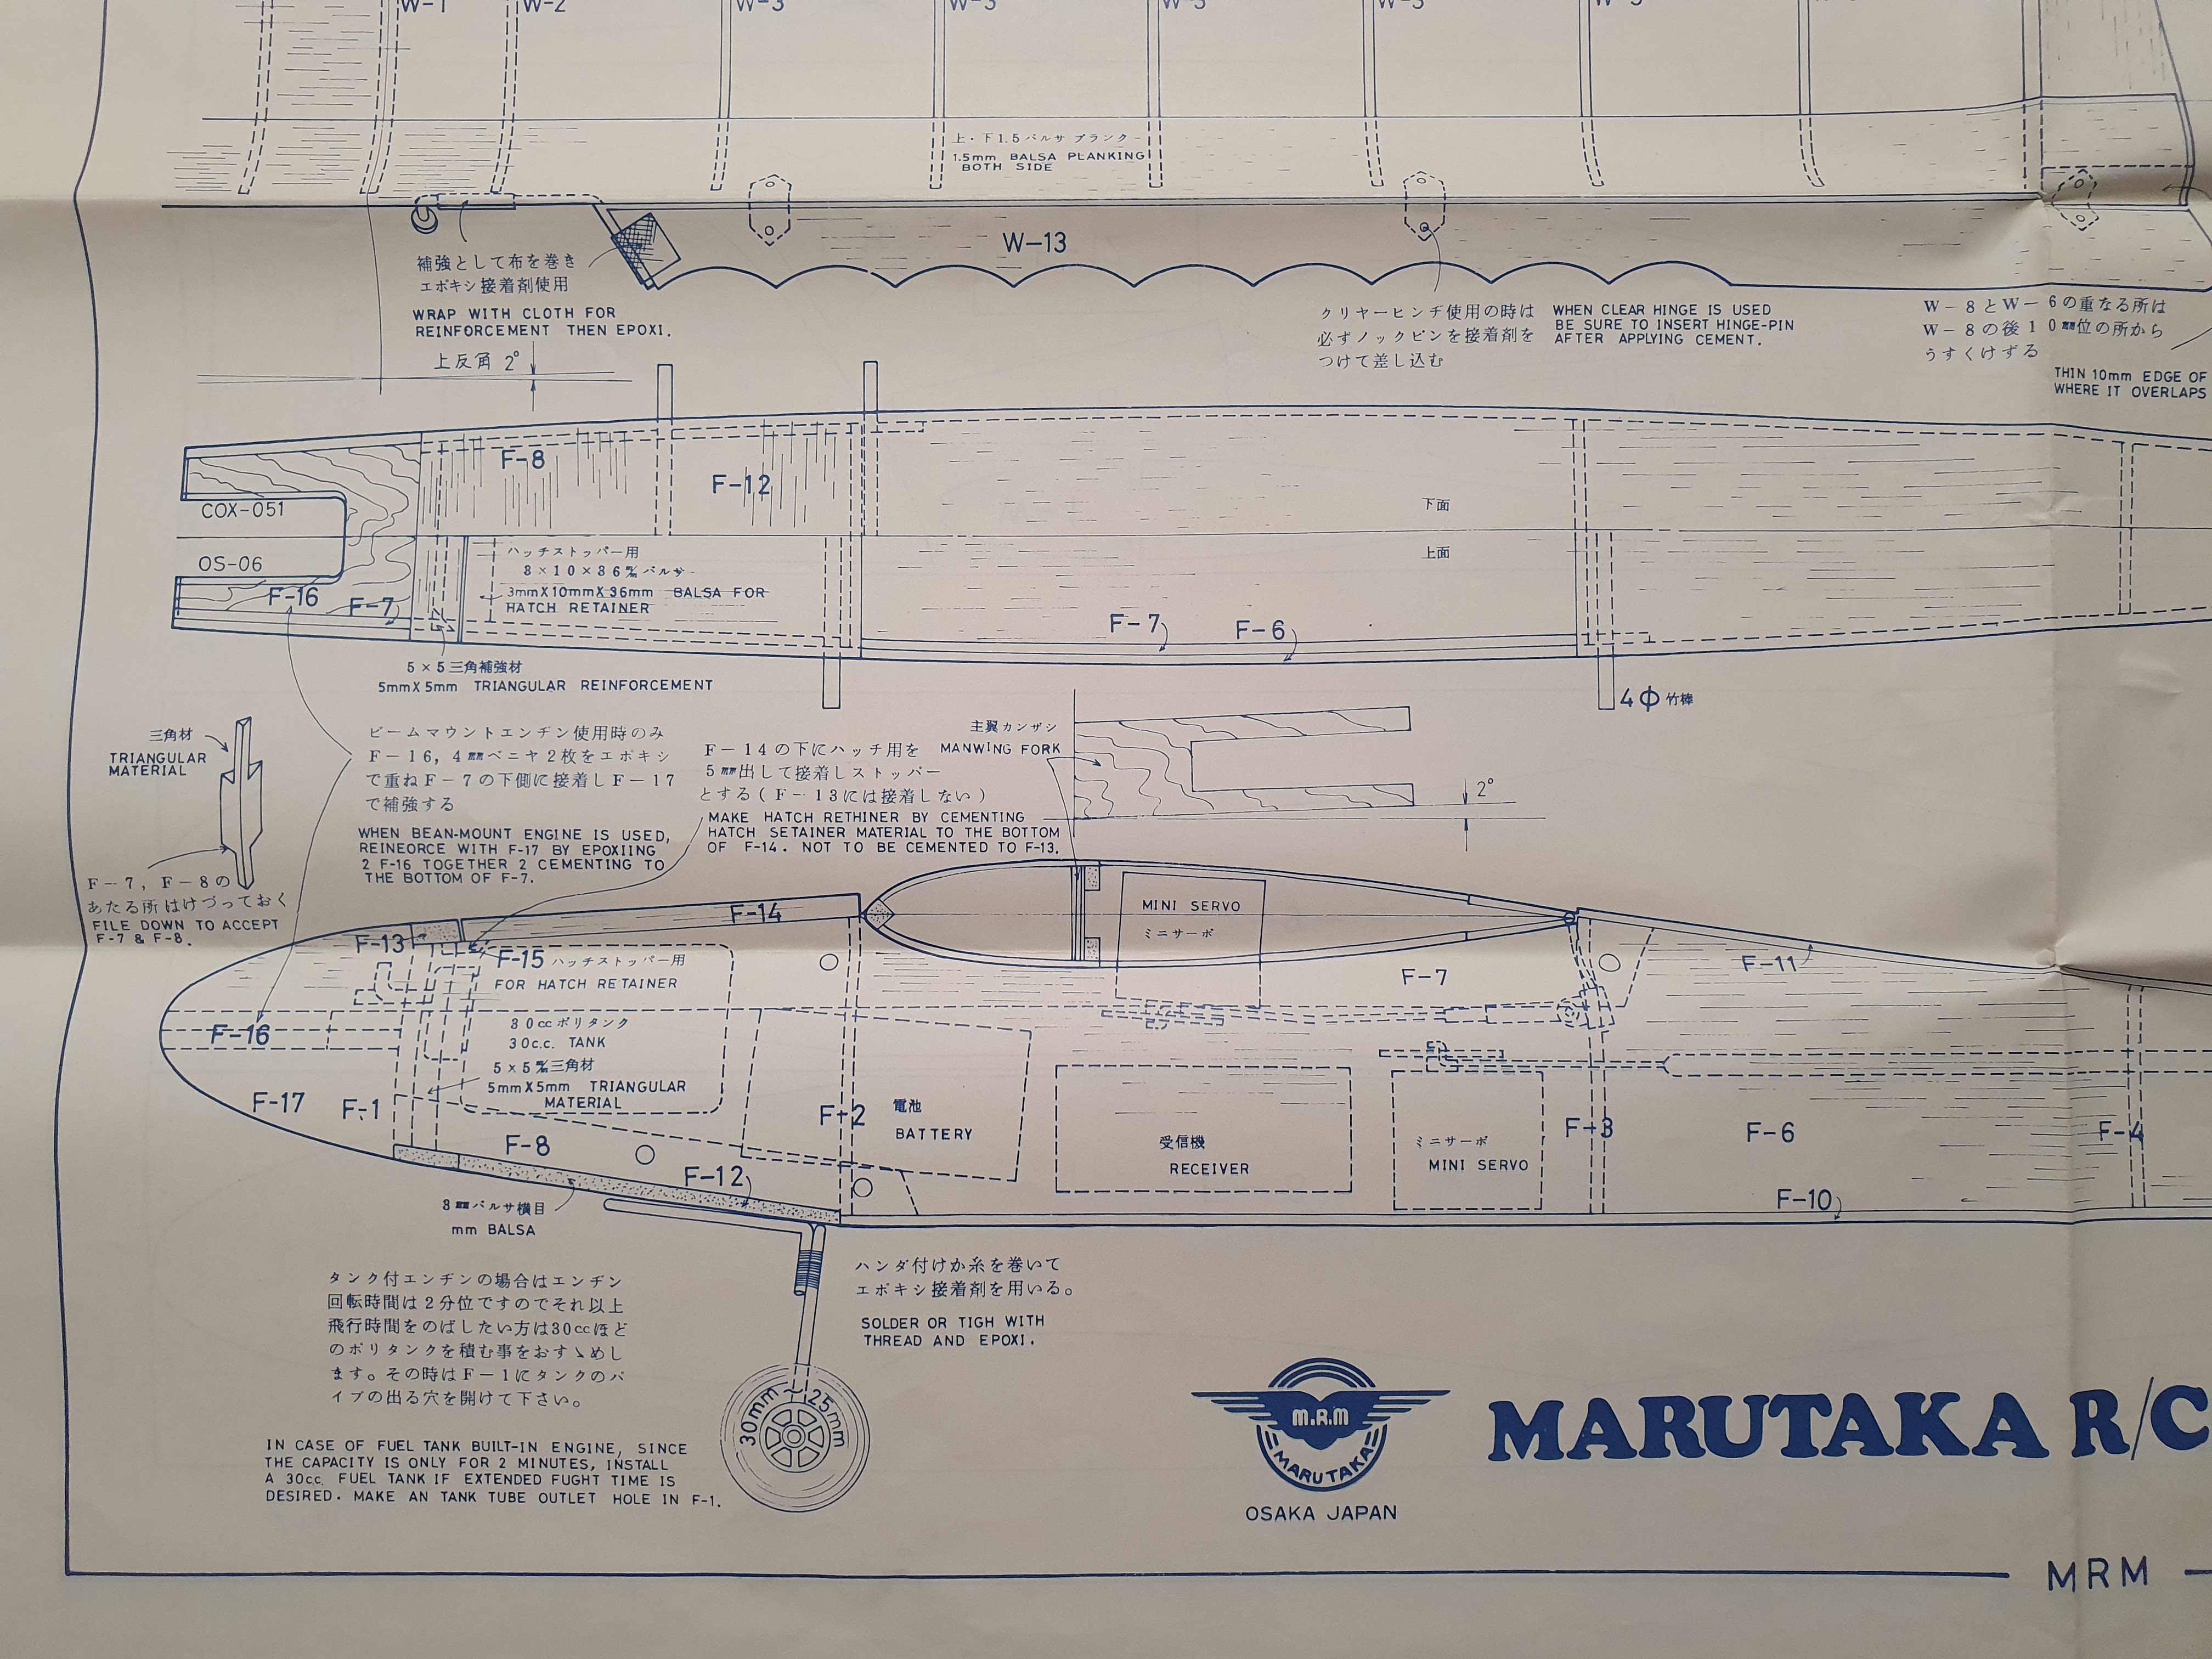 W-1
W-2
W-3
W-3
W-3
W-3
上・下1.5バルサ プランク-
1.5mm BALSA PLANKING
BOTH SIDE
W-13
補強として布を巻き
エポキシ接着剤使用
WRAP WITH CLOTH FOR
REINFORCEMENT THEN EPOXI.
クリヤーヒンヂ使用の時は
必ずノックピンを接着剤を
つけて差し込む
WHEN CLEAR HINGE IS USED
BE SURE TO INSERT HINGE-PIN
AFTER APPLYING CEMENT.
W-8とW-6の重なる所は
W-8の後10㎜位の所から
うすくけずる
THIN 10mm EDGE OF
WHERE IT OVERLAPS
上反角 2°
F-8
F-12
COX-051
OS-06
F-16
F-7
ハッチストッパー用
3×10×36㎜バルサ-
3mmX10mmX36mm BALSA FOR
HATCH RETAINER
下面
上面
F-7
F-6
5×5三角補強材
5mmX5mm TRIANGULAR REINFORCEMENT
4Φ竹棒
三角材
TRIANGULAR
MATERIAL
F-7, F-8の
あたる所はけづっておく
FILE DOWN TO ACCEPT
F-7 & F-8.
ビームマウントエンヂン使用時のみ
F-16, 4㎜ベニヤ2枚をエポキシ
で重ねF-7の下側に接着しF-17
で補強する
WHEN BEAN-MOUNT ENGINE IS USED,
REINEORCE WITH F-17 BY EPOXIING
2 F-16 TOGETHER 2 CEMENTING TO
THE BOTTOM OF F-7.
F-14の下にハッチ用を
5㎜出して接着しストッパー
とする(F-13には接着しない)
MAKE HATCH RETHINER BY CEMENTING
HATCH SETAINER MATERIAL TO THE BOTTOM
OF F-14. NOT TO BE CEMENTED TO F-13.
主翼カンザシ
MANWING FORK
2°
F-13
F-14
F-15 ハッチストッパー用
FOR HATCH RETAINER
MINI SERVO
ミニサーボ
F-7
F-11
F-16
30ccポリタンク
30c.c. TANK
5×5㎜三角材
5mmX5mm TRIANGULAR
MATERIAL
F-17
F-1
F-8
F-12
F-2
電池
BATTERY
受信機
RECEIVER
ミニサーボ
MINI SERVO
F-3
F-6
F-4
F-10
3㎜バルサ横目
mm BALSA
タンク付エンヂンの場合はエンヂン
回転時間は2分位ですのでそれ以上
飛行時間をのばしたい方は30ccほど
のポリタンクを積む事をおすゝめし
ます。その時はF-1にタンクのパ
イプの出る穴を開けて下さい。
IN CASE OF FUEL TANK BUILT-IN ENGINE, SINCE
THE CAPACITY IS ONLY FOR 2 MINUTES, INSTALL
A 30cc. FUEL TANK IF EXTENDED FUGHT TIME IS
DESIRED. MAKE AN TANK TUBE OUTLET HOLE IN F-1.
ハンダ付けか糸を巻いて
エポキシ接着剤を用いる。
SOLDER OR TIGH WITH
THREAD AND EPOXI.
30mm~25mm
M.R.M
MARUTAKA
OSAKA JAPAN
MARUTAKA R/C
MRM